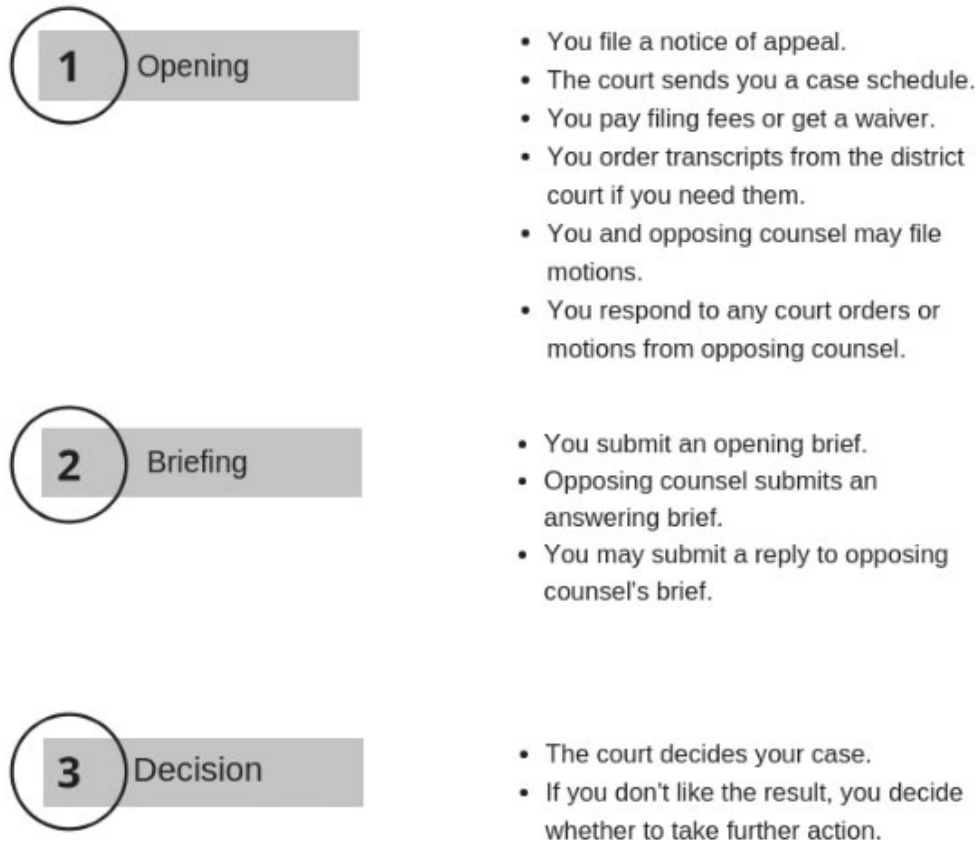 1 Opening
• You file a notice of appeal.
• The court sends you a case schedule.
• You pay filing fees or get a waiver.
• You order transcripts from the district
court if you need them.
• You and opposing counsel may file
motions.
• You respond to any court orders or
motions from opposing counsel.
2 Briefing
• You submit an opening brief.
• Opposing counsel submits an
answering brief.
• You may submit a reply to opposing
counsel's brief.
3 Decision
• The court decides your case.
• If you don't like the result, you decide
whether to take further action.